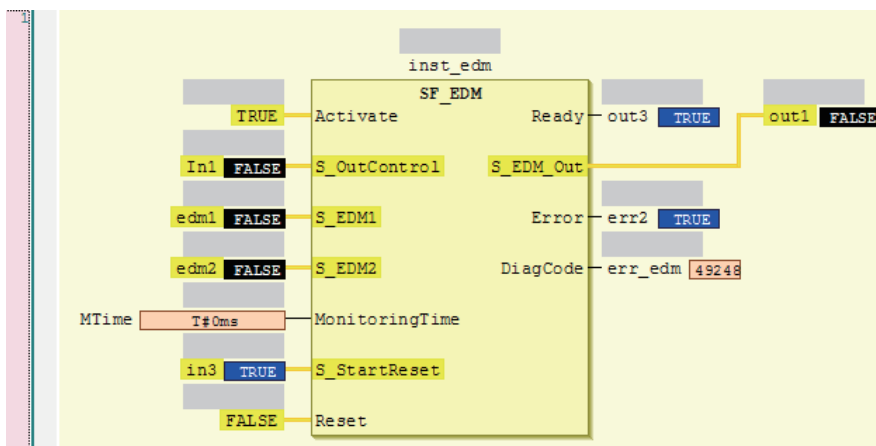 1
inst_edm
SF_EDM
TRUE Activate Ready out3 TRUE out1 FALSE
In1 FALSE S_OutControl S_EDM_Out
edm1 FALSE S_EDM1 Error err2 TRUE
edm2 FALSE S_EDM2 DiagCode err_edm 49248
MTime T#0ms MonitoringTime
in3 TRUE S_StartReset
FALSE Reset